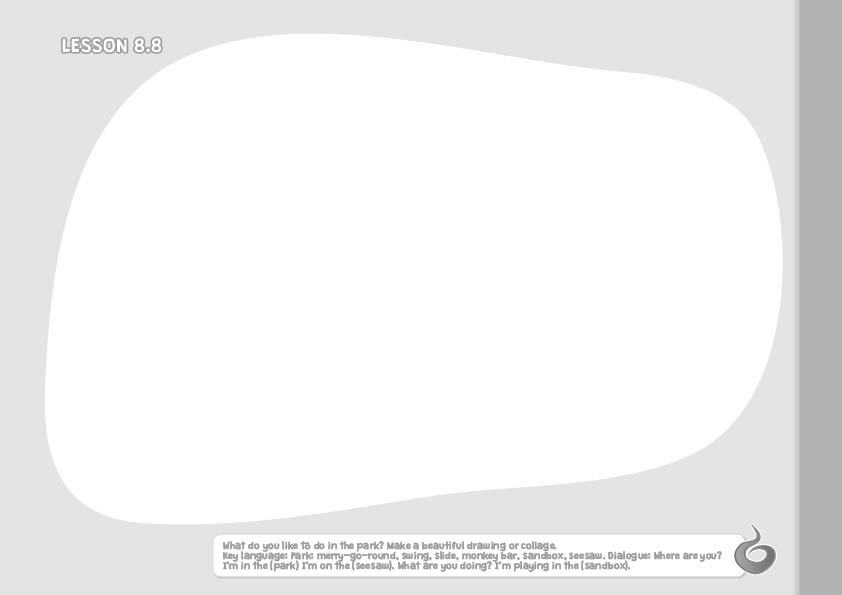 LESSON 8.8
What do you like to do in the park? Make a beautiful drawing or collage.
Key language: Park: merry-go-round, swing, slide, monkey bar, sandbox, seesaw. Dialogue: Where are you?
I'm in the (park) I'm on the (seesaw). What are you doing? I'm playing in the (sandbox).